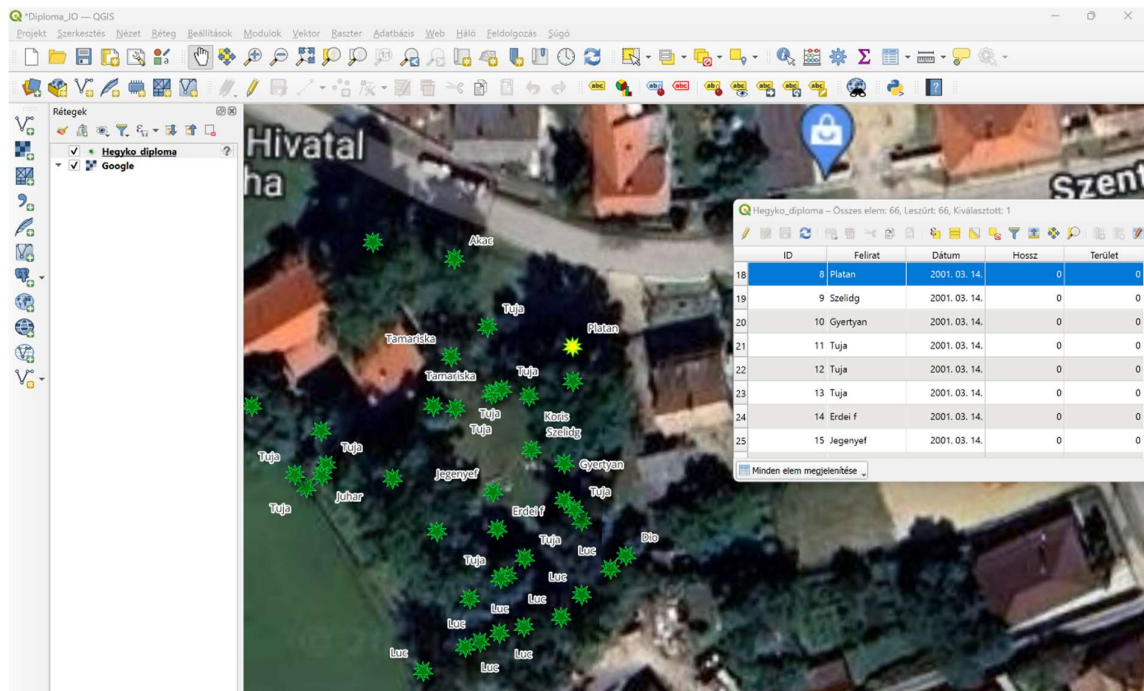 *Diploma_JO — QGIS
Projekt Szerkesztés Nézet Réteg Beállítások Modulok Vektor Raszter Adatbázis Web Háló Feldolgozás Súgó
Rétegek
Hegyko_diploma
Google
Hivatal
ha
Szent
Akac
Tuja
Platan
Tamariska
Tamariska
Tuja
Tuja
Koris
Tuja
Szelidg
Tuja
Tuja
Gyertyan
Jegenyef
Juhar
Tuja
Tuja
Erdei f
Tuja
Dio
Luc
Tuja
Luc
Luc
Luc
Luc
Luc
Luc
Hegyko_diploma – Összes elem: 66, Leszűrt: 66, Kiválasztott: 1
ID Felirat Dátum Hossz Terület
18 8 Platan 2001. 03. 14. 0 0
19 9 Szelidg 2001. 03. 14. 0 0
20 10 Gyertyan 2001. 03. 14. 0 0
21 11 Tuja 2001. 03. 14. 0 0
22 12 Tuja 2001. 03. 14. 0 0
23 13 Tuja 2001. 03. 14. 0 0
24 14 Erdei f 2001. 03. 14. 0 0
25 15 Jegenyef 2001. 03. 14. 0 0
Minden elem megjelenítése